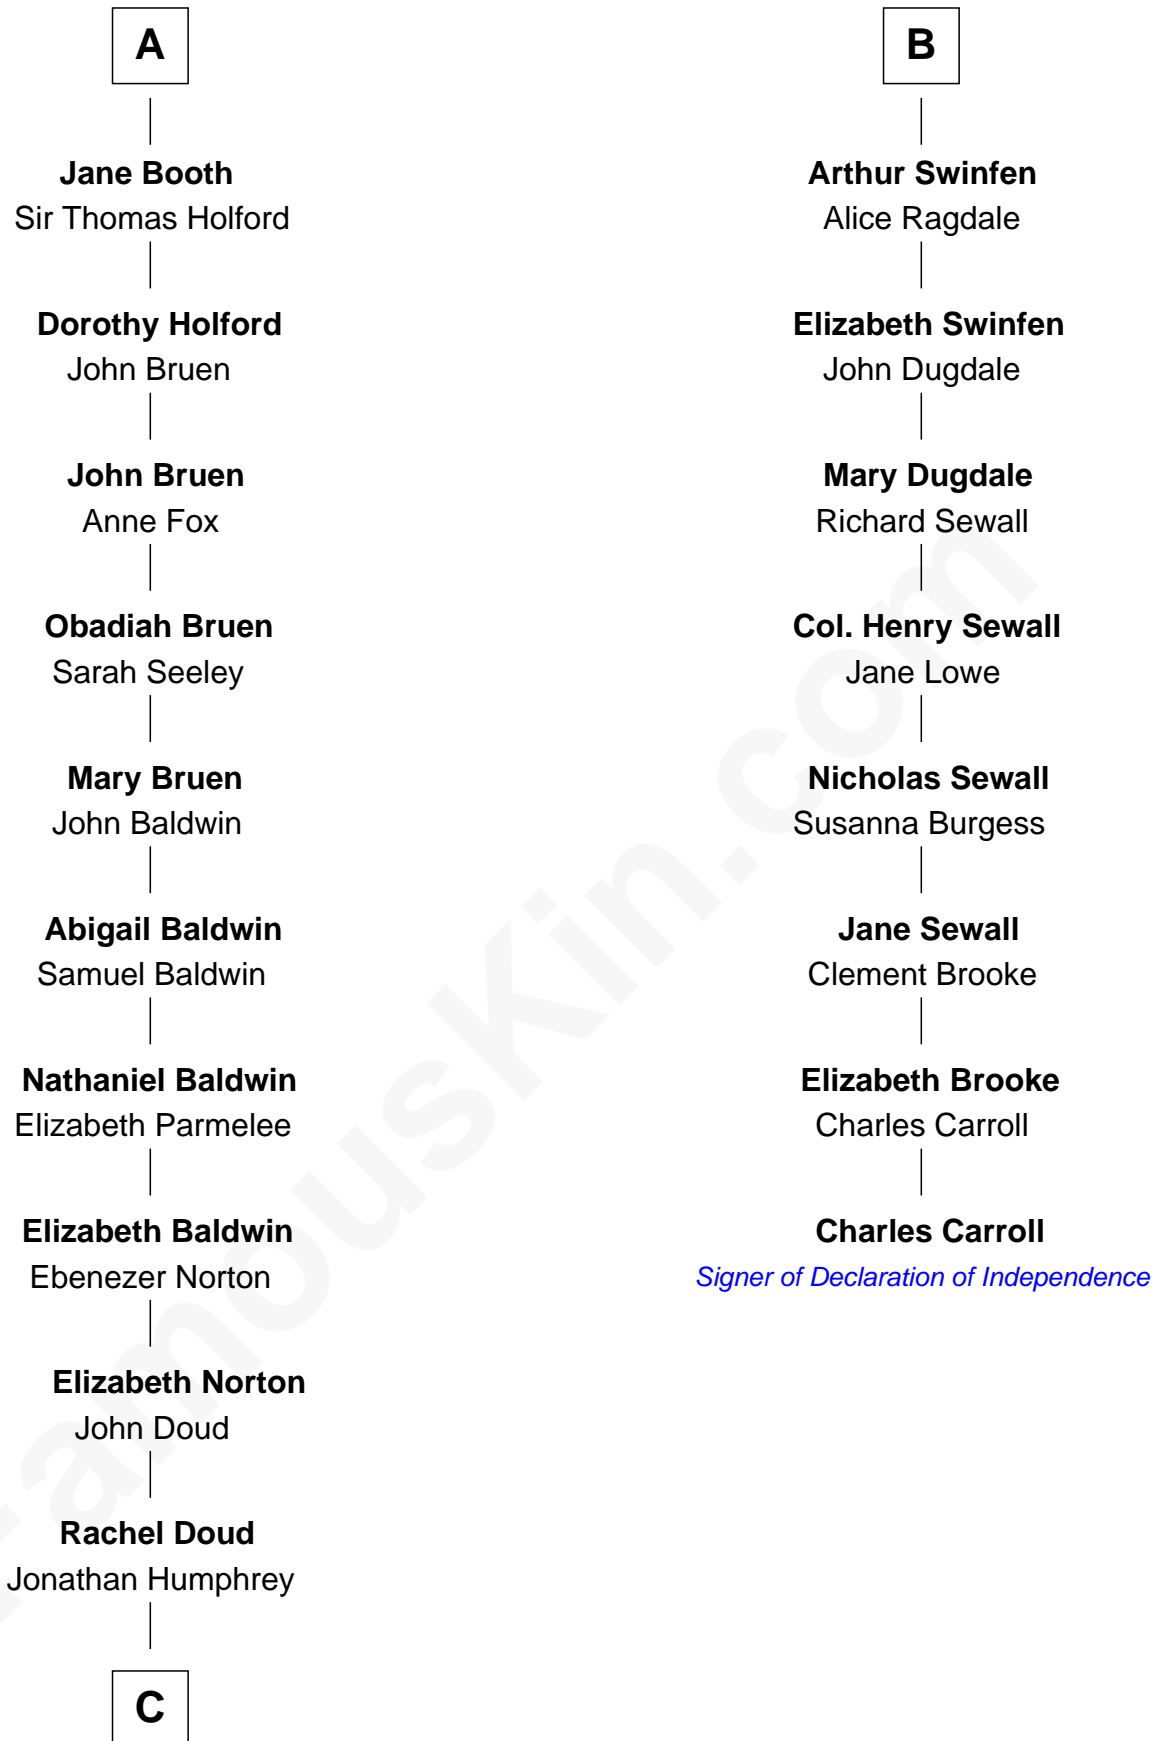 A
Jane Booth
Sir Thomas Holford
Dorothy Holford
John Bruen
John Bruen
Anne Fox
Obadiah Bruen
Sarah Seeley
Mary Bruen
John Baldwin
Abigail Baldwin
Samuel Baldwin
Nathaniel Baldwin
Elizabeth Parmelee
Elizabeth Baldwin
Ebenezer Norton
Elizabeth Norton
John Doud
Rachel Doud
Jonathan Humphrey
C
B
Arthur Swinfen
Alice Ragdale
Elizabeth Swinfen
John Dugdale
Mary Dugdale
Richard Sewall
Col. Henry Sewall
Jane Lowe
Nicholas Sewall
Susanna Burgess
Jane Sewall
Clement Brooke
Elizabeth Brooke
Charles Carroll
Charles Carroll
Signer of Declaration of Independence
FamousKin.com